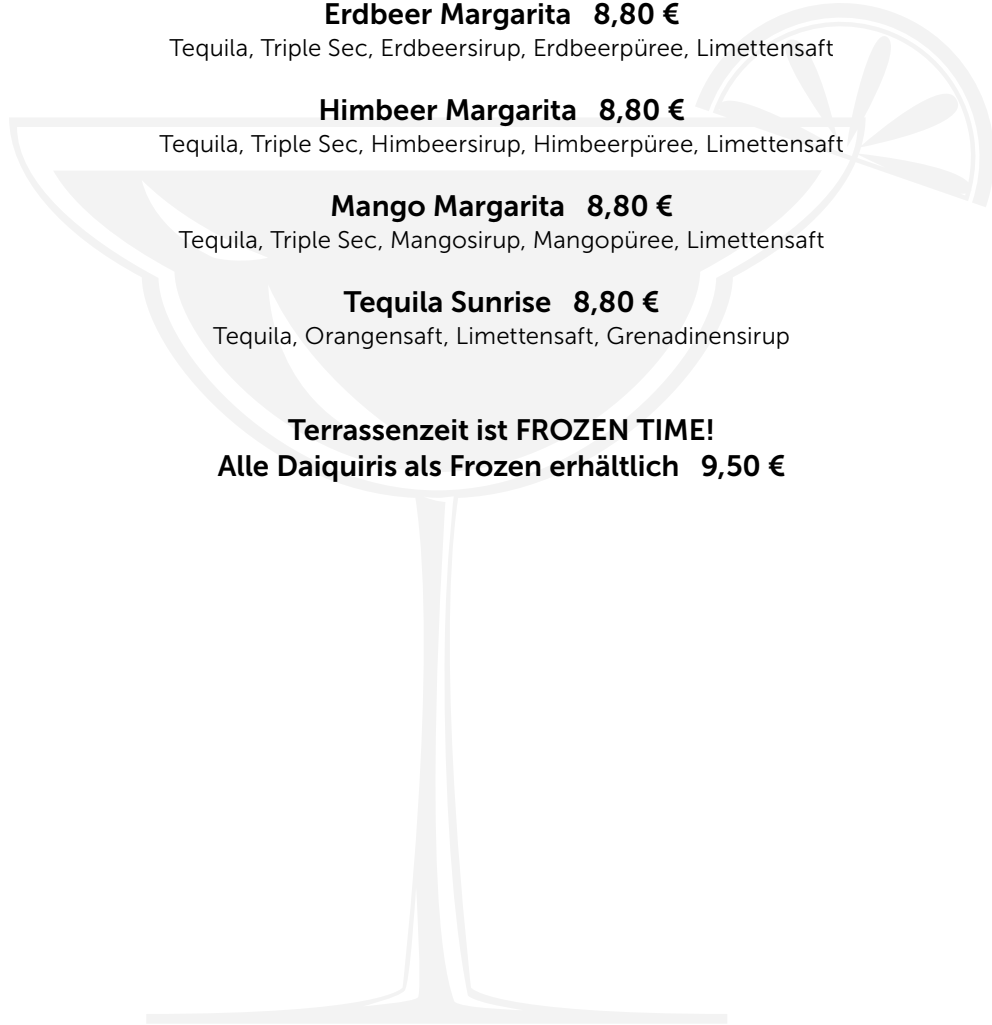 Erdbeer Margarita 8,80 €
Tequila, Triple Sec, Erdbeersirup, Erdbeerpüree, Limettensaft
Himbeer Margarita 8,80 €
Tequila, Triple Sec, Himbeersirup, Himbeerpüree, Limettensaft
Mango Margarita 8,80 €
Tequila, Triple Sec, Mangosirup, Mangopüree, Limettensaft
Tequila Sunrise 8,80 €
Tequila, Orangensaft, Limettensaft, Grenadinensirup
Terrassenzeit ist FROZEN TIME!
Alle Daiquiris als Frozen erhältlich 9,50 €